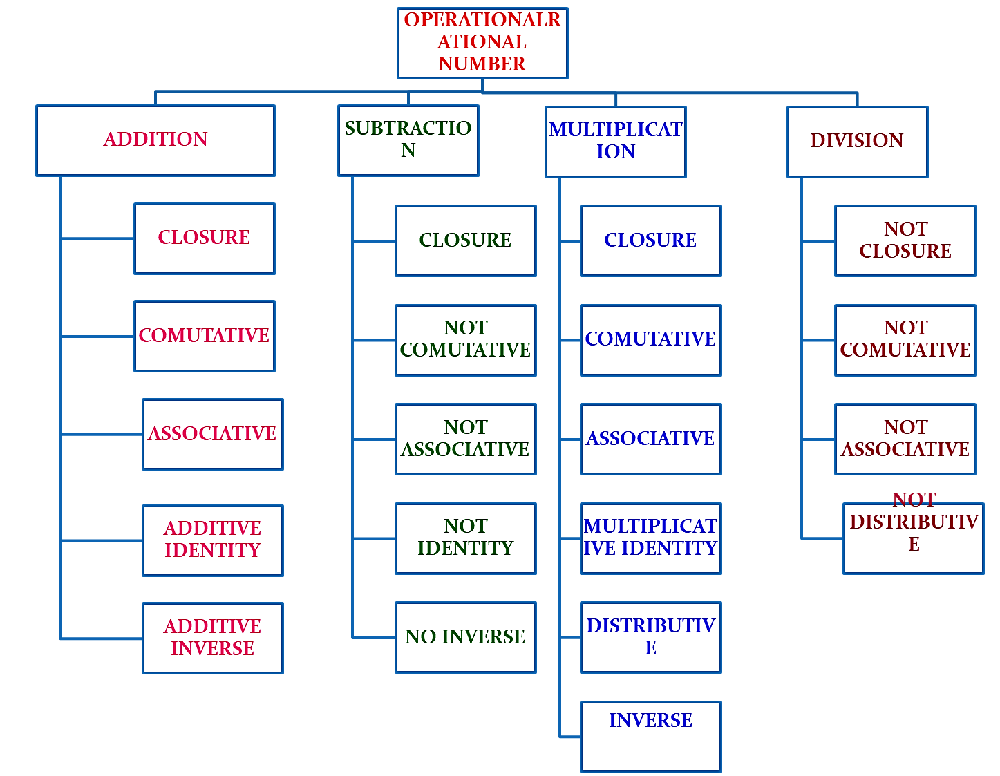 OPERATIONALR
ATIONAL
NUMBER
ADDITION
CLOSURE
COMUTATIVE
ASSOCIATIVE
ADDITIVE
IDENTITY
ADDITIVE
INVERSE
SUBTRACTIO
N
CLOSURE
NOT
COMUTATIVE
NOT
ASSOCIATIVE
NOT
IDENTITY
NO INVERSE
MULTIPLICAT
ION
CLOSURE
COMUTATIVE
ASSOCIATIVE
MULTIPLICAT
IVE IDENTITY
DISTRIBUTIV
E
INVERSE
DIVISION
NOT
CLOSURE
NOT
COMUTATIVE
NOT
ASSOCIATIVE
NOT
DISTRIBUTIV
E